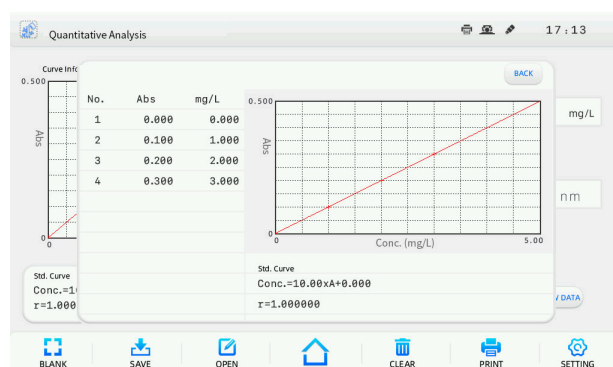 Quantitative Analysis
17:13
Curve Info
0.500
Abs
0
0
mg/L
nm
Std. Curve
Conc.=1
r=1.000
BACK
No. Abs mg/L
1 0.000 0.000
2 0.100 1.000
3 0.200 2.000
4 0.300 3.000
0.500
Abs
0
0 Conc. (mg/L) 5.00
Std. Curve
Conc.=10.00xA+0.000
r=1.000000
DATA
BLANK SAVE OPEN CLEAR PRINT SETTING